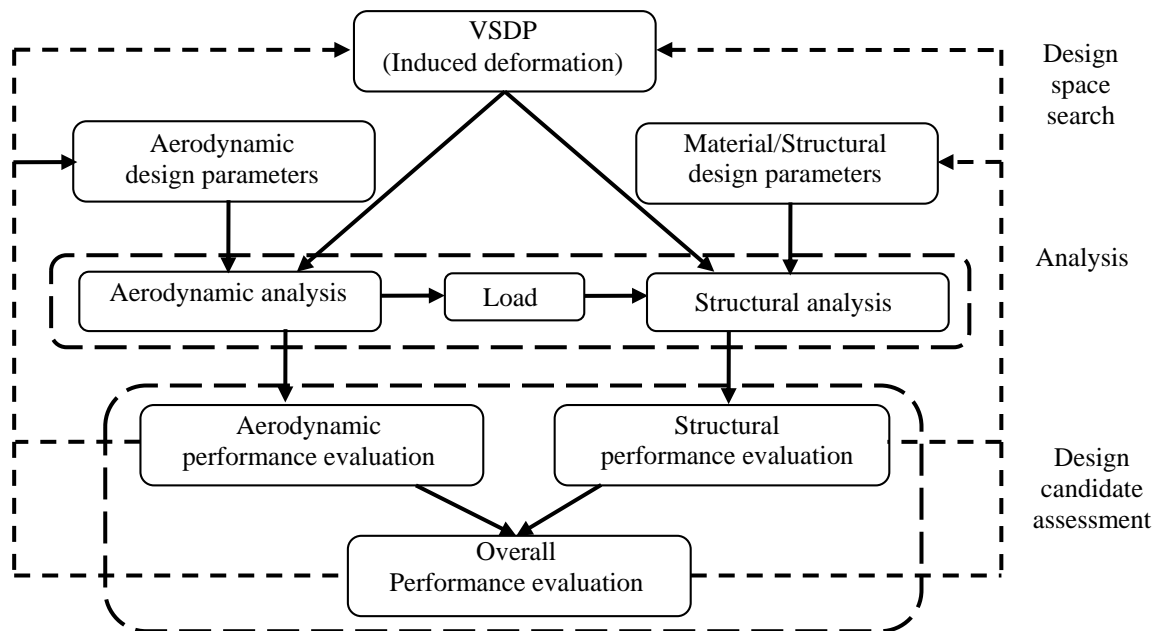 VSDP
(Induced deformation)
Design
space
search
Aerodynamic
design parameters
Material/Structural
design parameters
Analysis
Aerodynamic analysis
Load
Structural analysis
Aerodynamic
performance evaluation
Structural
performance evaluation
Design
candidate
assessment
Overall
Performance evaluation